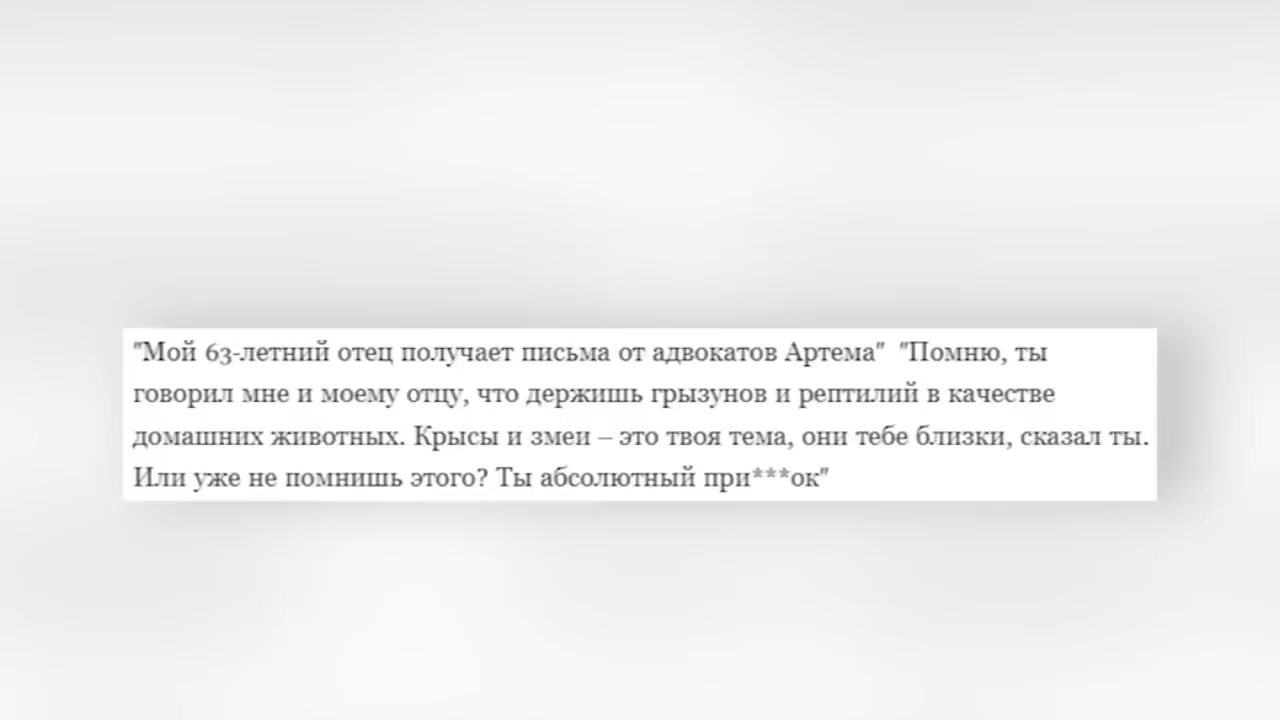 "Мой 63-летний отец получает письма от адвокатов Артема"  "Помню, ты
говорил мне и моему отцу, что держишь грызунов и рептилий в качестве
домашних животных. Крысы и змеи – это твоя тема, они тебе близки, сказал ты.
Или уже не помнишь этого? Ты абсолютный при***ок"